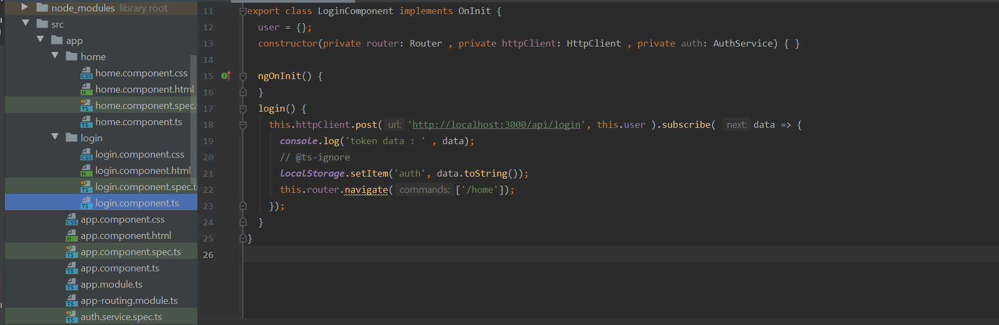 node_modules library root
src
app
home
home.component.css
home.component.html
home.component.spec.
home.component.ts
login
login.component.css
login.component.html
login.component.spec.ts
login.component.ts
app.component.css
app.component.html
app.component.spec.ts
app.component.ts
app.module.ts
app-routing.module.ts
auth.service.spec.ts
11 export class LoginComponent implements OnInit {
12 user = {};
13 constructor(private router: Router , private httpClient: HttpClient , private auth: AuthService) { }
14
15 ngOnInit() {
16 }
17 login() {
18 this.httpClient.post( url: 'http://localhost:3000/api/login', this.user ).subscribe( next: data => {
19 console.log('token data : ' , data);
20 // @ts-ignore
21 localStorage.setItem('auth', data.toString());
22 this.router.navigate( commands: ['/home']);
23 });
24 }
25 }
26